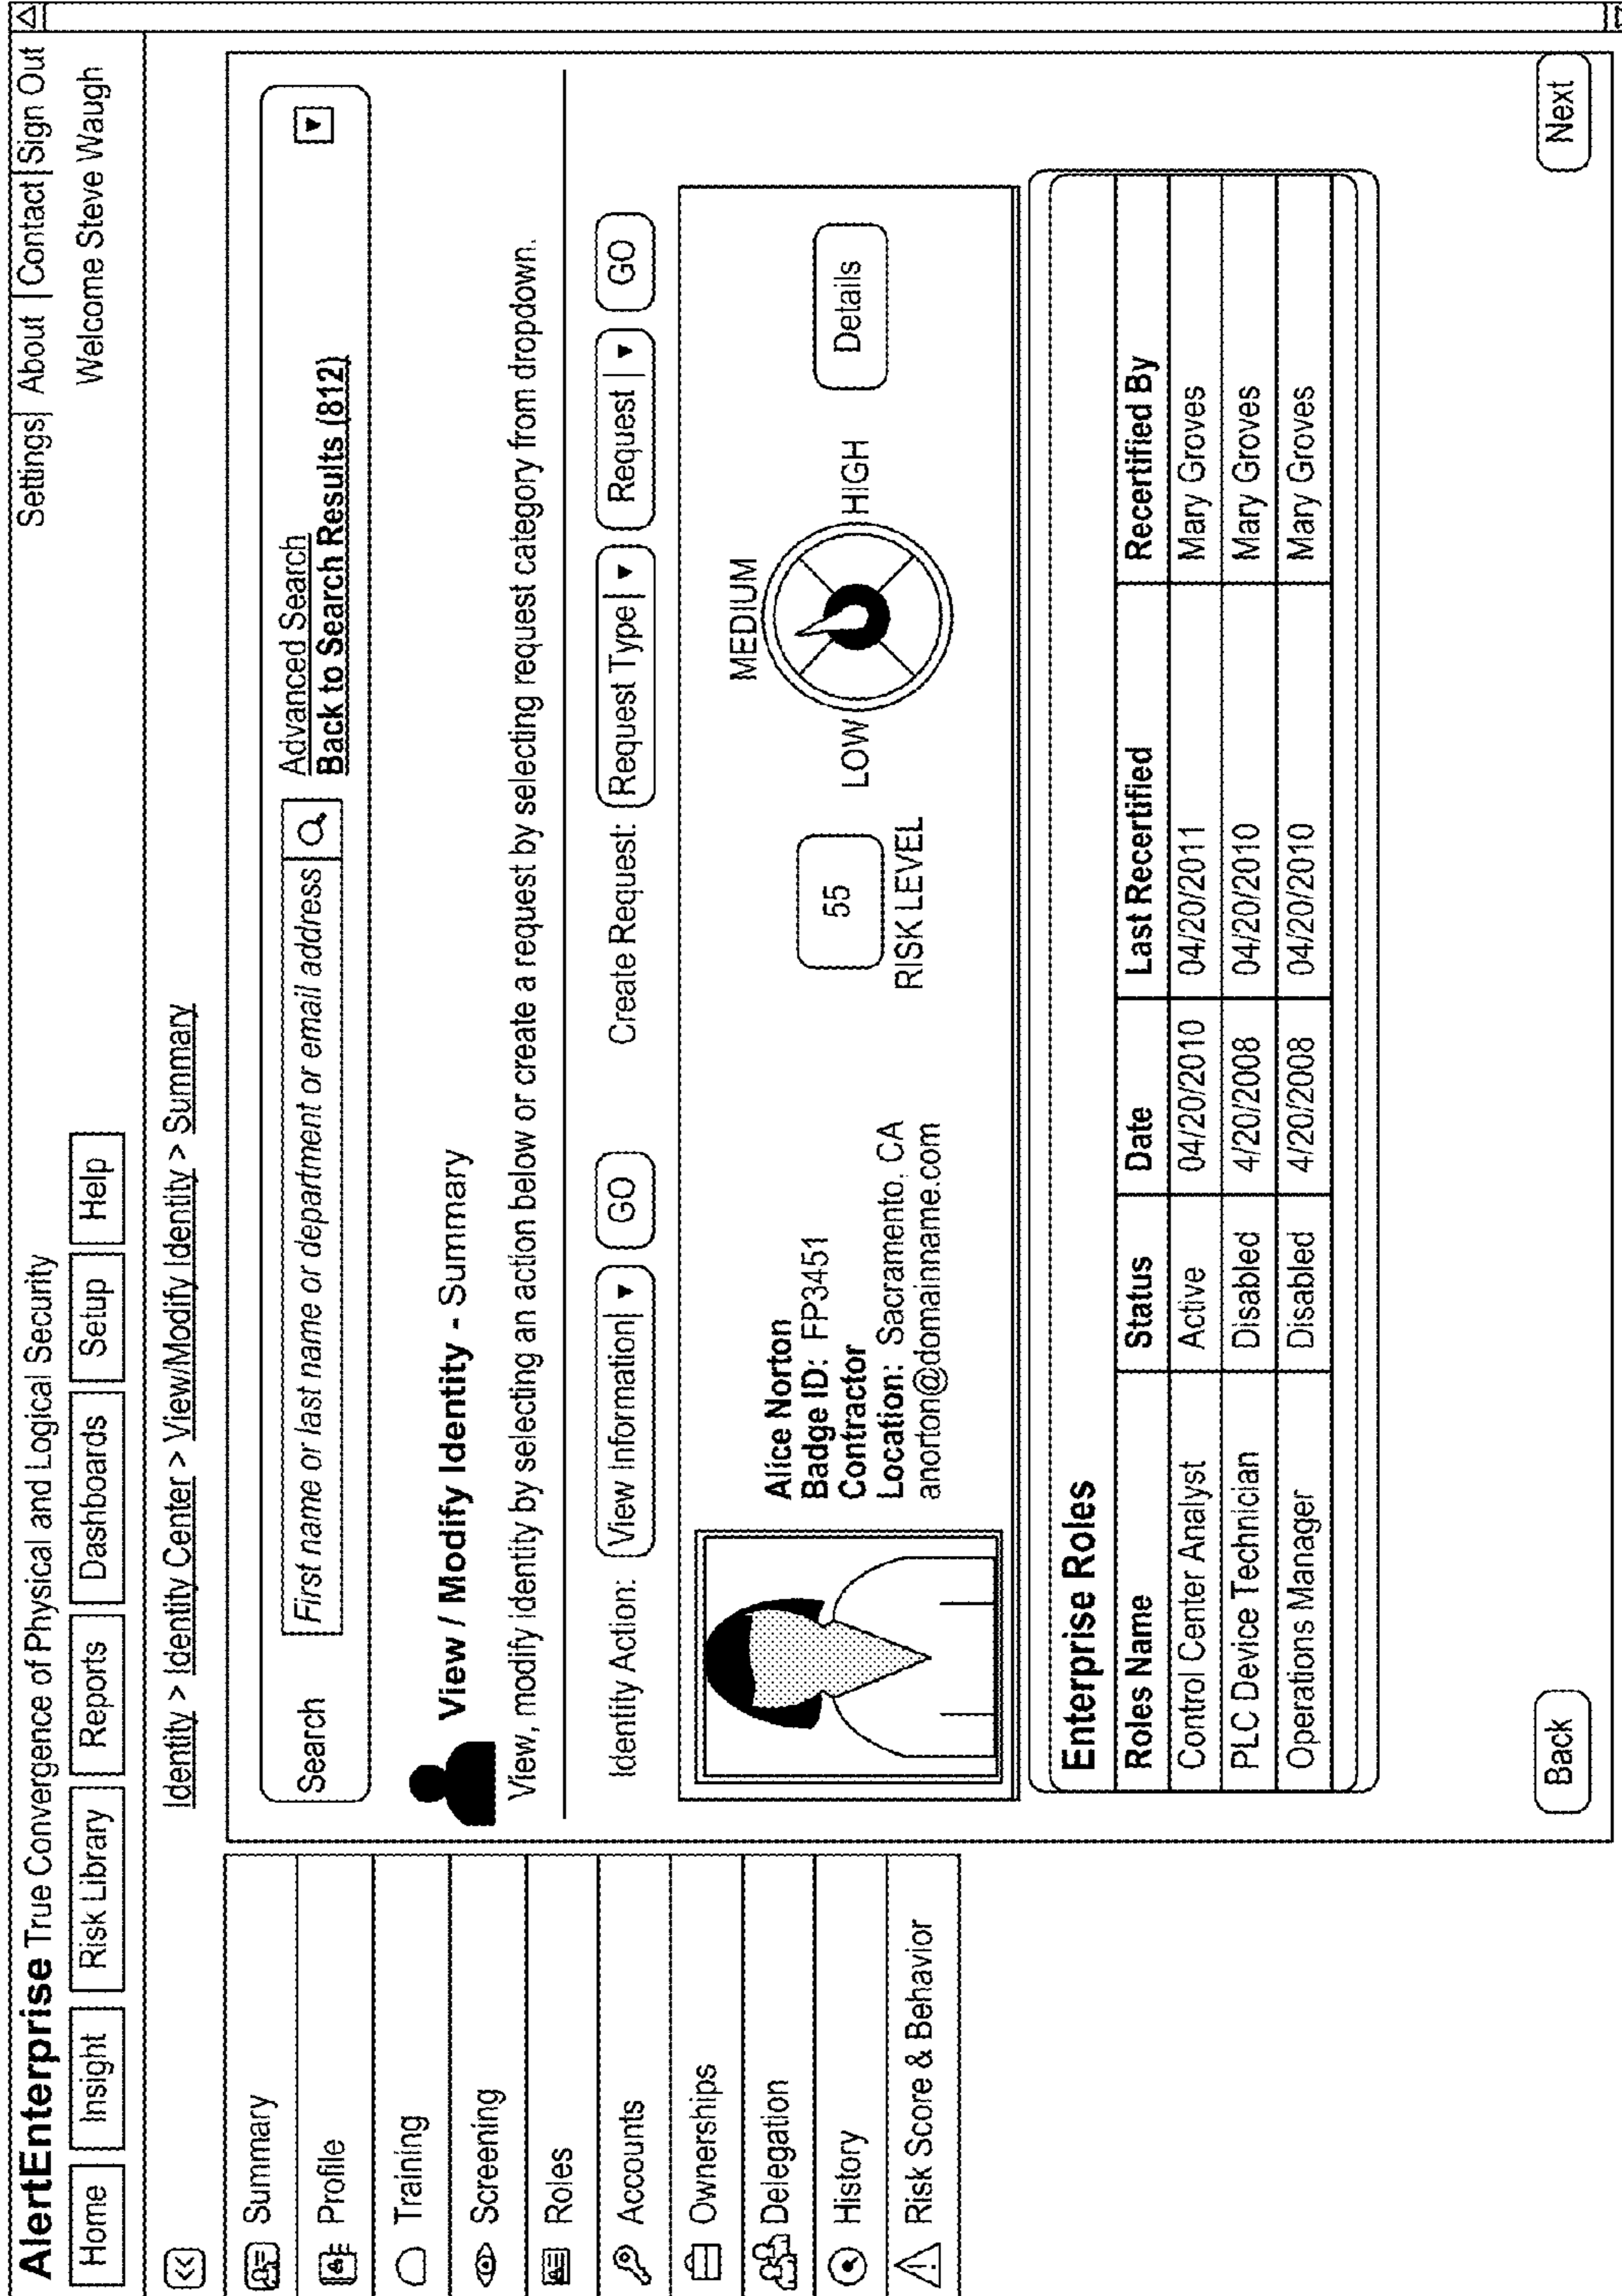 Settings| About |Contact|Sign Out
AlertEnterprise True Convergence of Physical and Logical Security
Welcome Steve Waugh
Home Insight Risk Library Reports Dashboards Setup Help
<< Identity > Identity Center > View/Modify Identity > Summary
Summary
Profile
Training
Screening
Roles
Accounts
Ownerships
Delegation
History
Risk Score & Behavior
Search First name or last name or department or email address Advanced Search
Back to Search Results (812)
View / Modify Identity - Summary
View, modify identity by selecting an action below or create a request by selecting request category from dropdown.
Identity Action: View Information GO Create Request: Request Type Request GO
Alice Norton
Badge ID: FP3451
Contractor
Location: Sacramento, CA
anorton@domainname.com
55
RISK LEVEL
MEDIUM
LOW HIGH
Details
Enterprise Roles
Roles Name Status Date Last Recertified Recertified By
Control Center Analyst Active 04/20/2010 04/20/2011 Mary Groves
PLC Device Technician Disabled 4/20/2008 04/20/2010 Mary Groves
Operations Manager Disabled 4/20/2008 04/20/2010 Mary Groves
Back Next